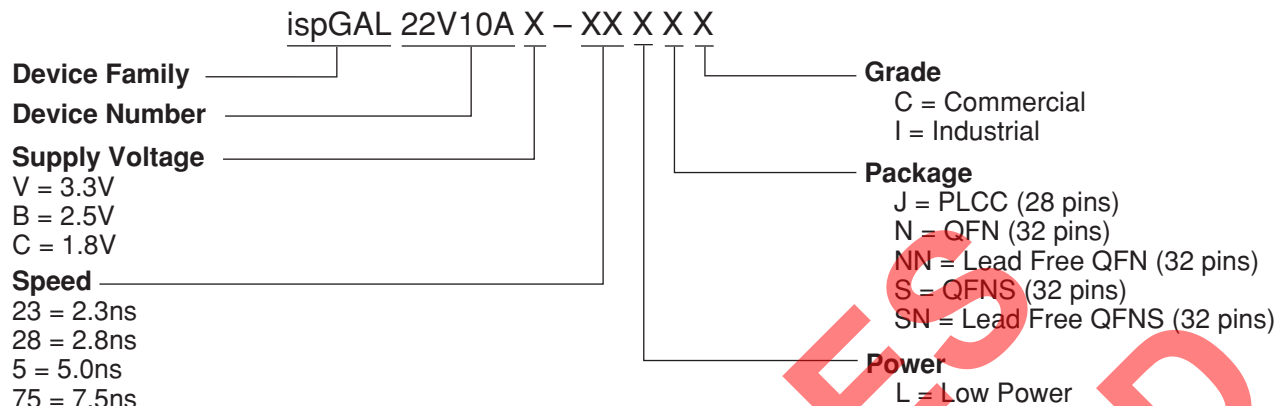 ispGAL 22V10A X – XX X X X
Device Family
Device Number
Supply Voltage
V = 3.3V
B = 2.5V
C = 1.8V
Speed
23 = 2.3ns
28 = 2.8ns
5 = 5.0ns
75 = 7.5ns
Grade
C = Commercial
I = Industrial
Package
J = PLCC (28 pins)
N = QFN (32 pins)
NN = Lead Free QFN (32 pins)
S = QFNS (32 pins)
SN = Lead Free QFNS (32 pins)
Power
L = Low Power